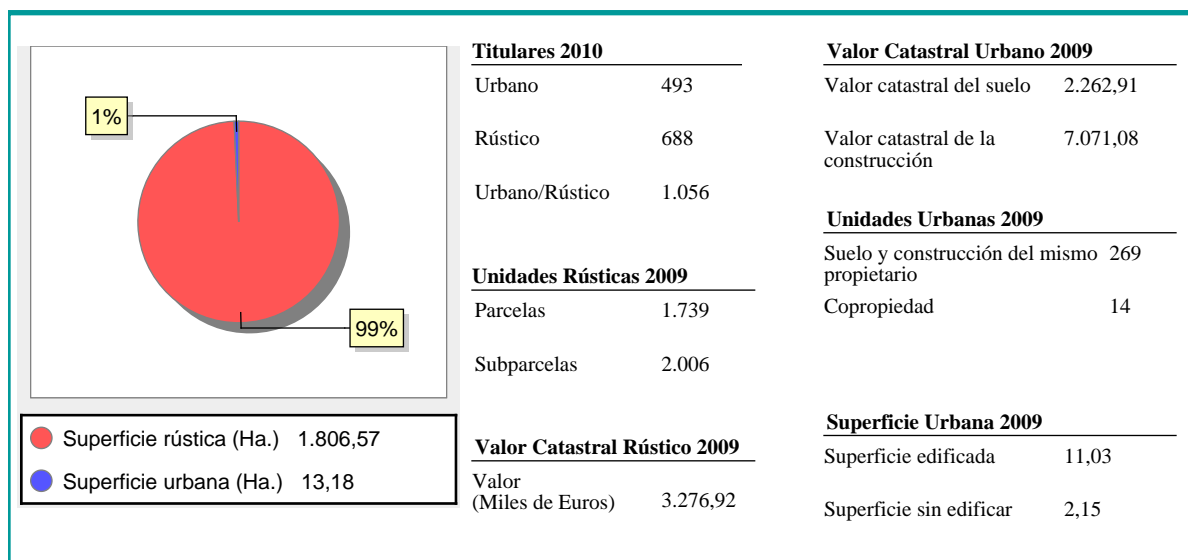 1%
99%
Superficie rústica (Ha.) 1.806,57
Superficie urbana (Ha.) 13,18
Titulares 2010
Urbano 493
Rústico 688
Urbano/Rústico 1.056
Unidades Rústicas 2009
Parcelas 1.739
Subparcelas 2.006
Valor Catastral Rústico 2009
Valor
(Miles de Euros) 3.276,92
Valor Catastral Urbano 2009
Valor catastral del suelo 2.262,91
Valor catastral de la 7.071,08
construcción
Unidades Urbanas 2009
Suelo y construcción del mismo 269
propietario
Copropiedad 14
Superficie Urbana 2009
Superficie edificada 11,03
Superficie sin edificar 2,15